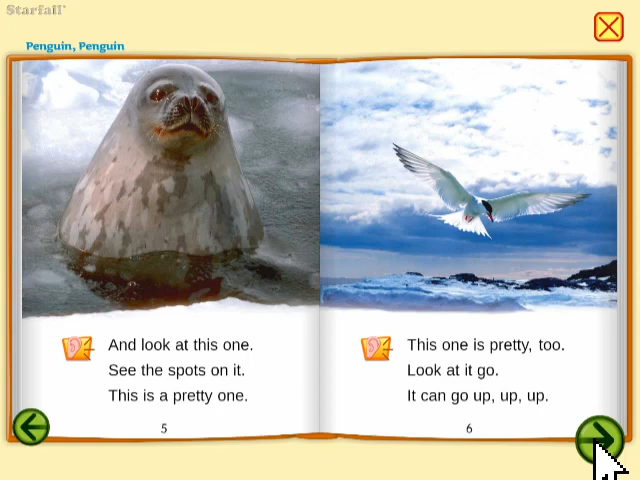 Starfall
Penguin, Penguin
And look at this one.
See the spots on it.
This is a pretty one.
5
This one is pretty, too.
Look at it go.
It can go up, up, up.
6